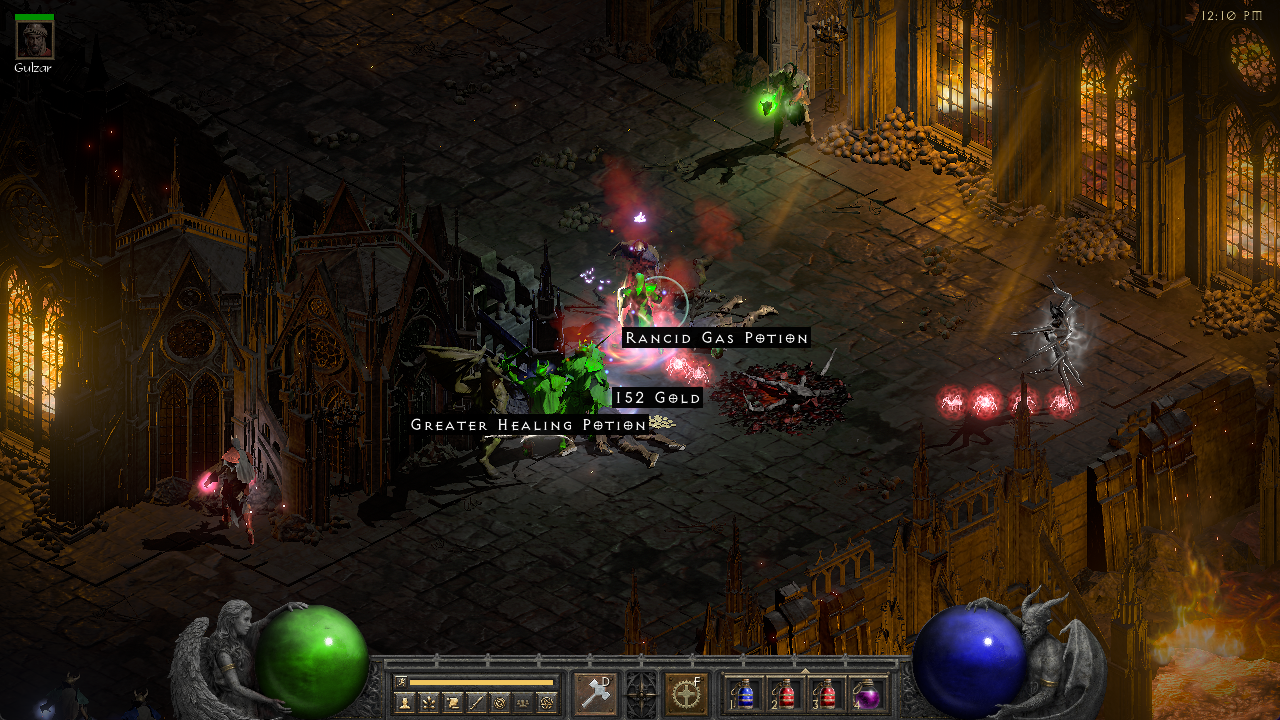 12:10 PM
Gulzar
Rancid Gas Potion
152 Gold
Greater Healing Potion
D
F
1
2
3
4